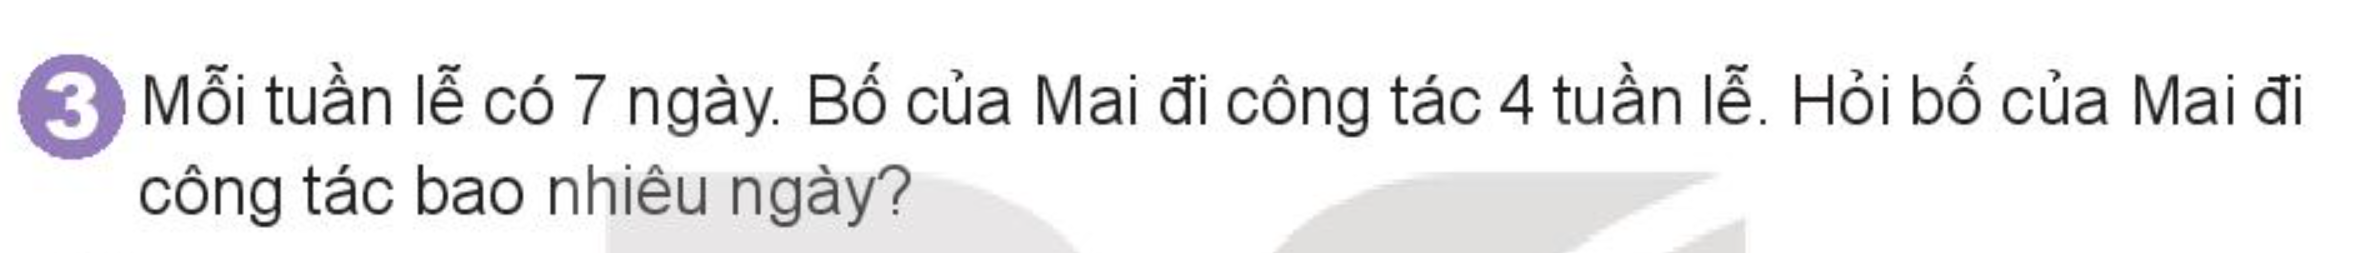 3 Mỗi tuần lễ có 7 ngày. Bố của Mai đi công tác 4 tuần lễ. Hỏi bố của Mai đi
công tác bao nhiêu ngày?